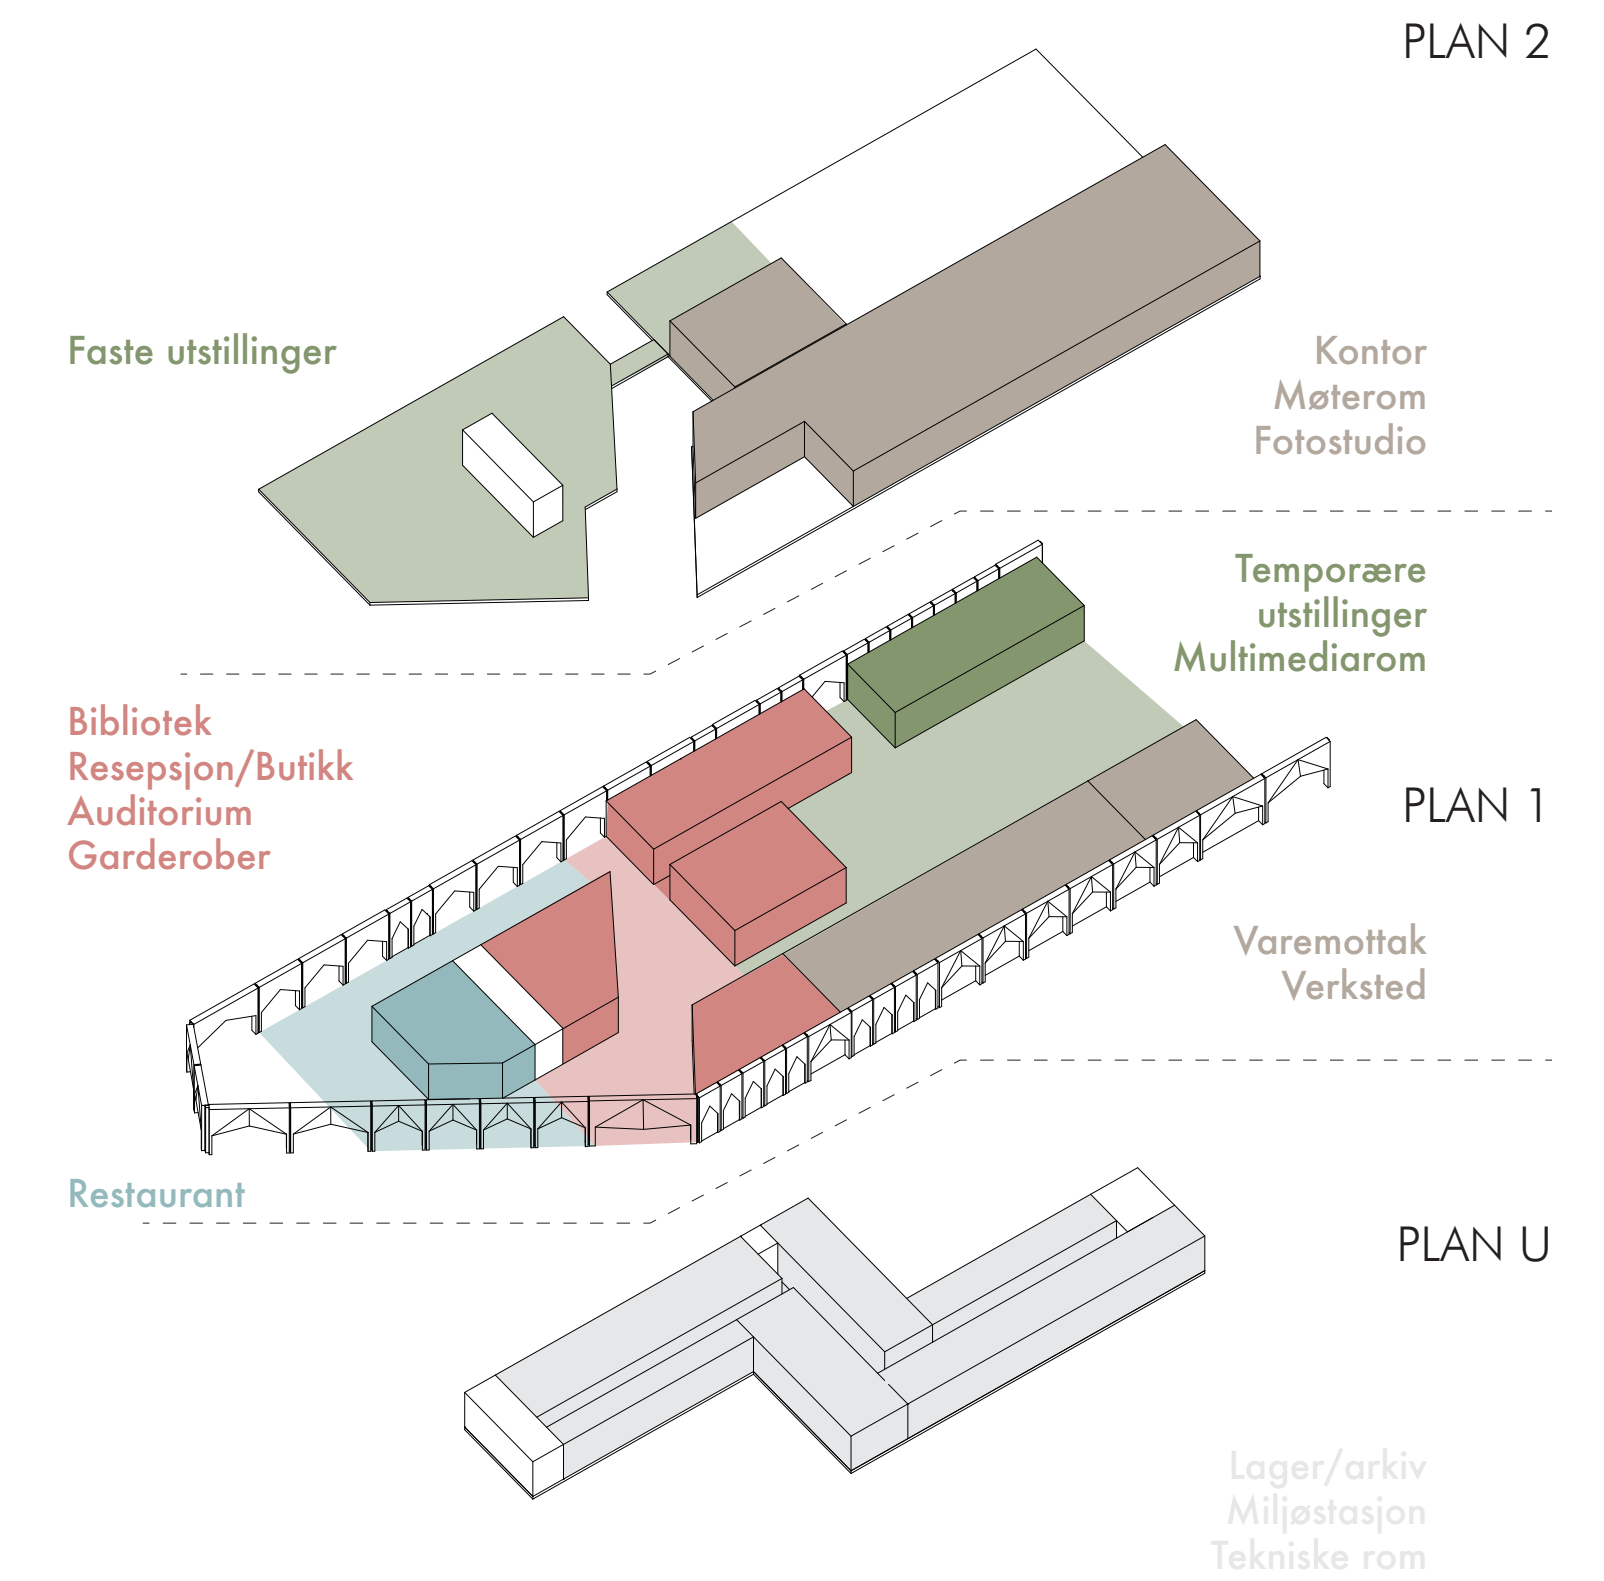 PLAN 2
Faste utstillinger
Kontor
Møterom
Fotostudio
Temporære
utstillinger
Multimediarom
Bibliotek
Resepsjon/Butikk
Auditorium
Garderober
PLAN 1
Varemottak
Verksted
Restaurant
PLAN U
Lager/arkiv
Miljøstasjon
Tekniske rom